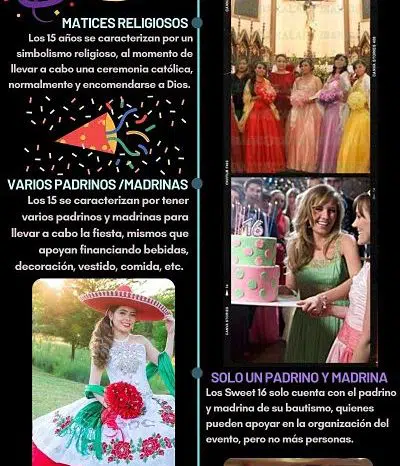 MATICES RELIGIOSOS
Los 15 años se caracterizan por un
simbolismo religioso, al momento de
llevar a cabo una ceremonia católica,
normalmente y encomendarse a Dios.
VARIOS PADRINOS /MADRINAS
Los 15 se caracterizan por tener
varios padrinos y madrinas para
llevar a cabo la fiesta, mismos que
apoyan financiando bebidas,
decoración, vestido, comida, etc.
16
SOLO UN PADRINO Y MADRINA
Los Sweet 16 solo cuenta con el padrino
y madrina de su bautismo, quienes
pueden apoyar en la organización del
evento, pero no más personas.